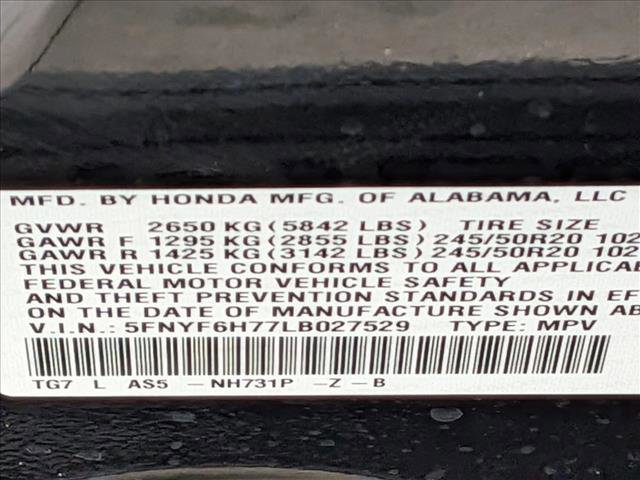 MFD. BY HONDA MFG. OF ALABAMA, LLC
GVWR 2650 KG (5842 LBS) TIRE SIZE
GAWR F 1295 KG (2855 LBS) 245/50R20 102
GAWR R 1425 KG (3142 LBS) 245/50R20 102
THIS VEHICLE CONFORMS TO ALL APPLICA
FEDERAL MOTOR VEHICLE SAFETY
AND THEFT PREVENTION STANDARDS IN EF
ON THE DATE OF MANUFACTURE SHOWN AB
V.I.N.: 5FNYF6H77LB027529 TYPE: MPV
TG7 L AS5 -NH731P -Z -B